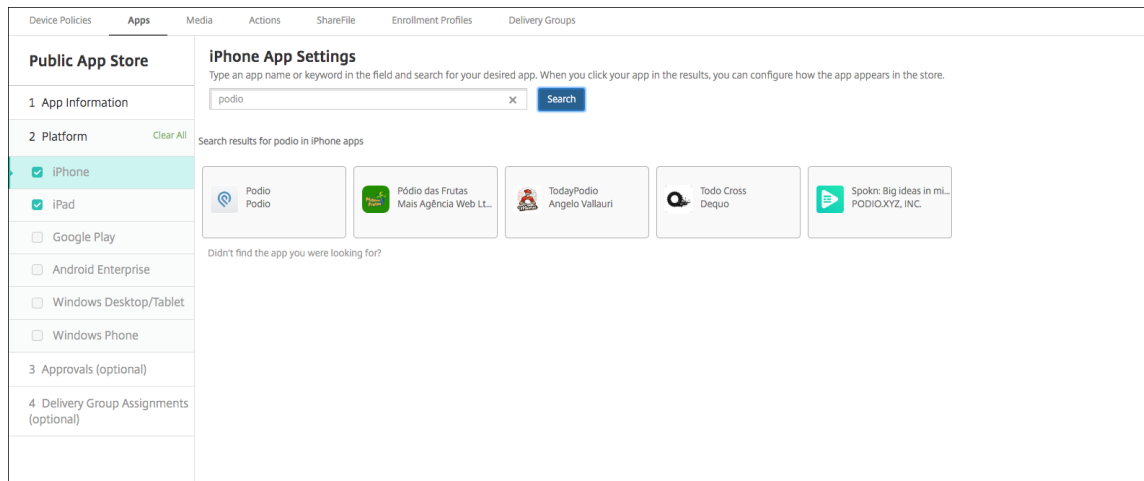 Device Policies Apps Media Actions ShareFile Enrollment Profiles Delivery Groups
Public App Store
1 App Information
2 Platform Clear All
iPhone
iPad
Google Play
Android Enterprise
Windows Desktop/Tablet
Windows Phone
3 Approvals (optional)
4 Delivery Group Assignments
(optional)
iPhone App Settings
Type an app name or keyword in the field and search for your desired app. When you click your app in the results, you can configure how the app appears in the store.
podio Search
Search results for podio in iPhone apps
Podio
Podio
Pódio das Frutas
Mais Agência Web Lt...
TodayPodio
Angelo Vallauri
Todo Cross
Dequo
Spokn: Big ideas in mi...
PODIO.XYZ, INC.
Didn't find the app you were looking for?